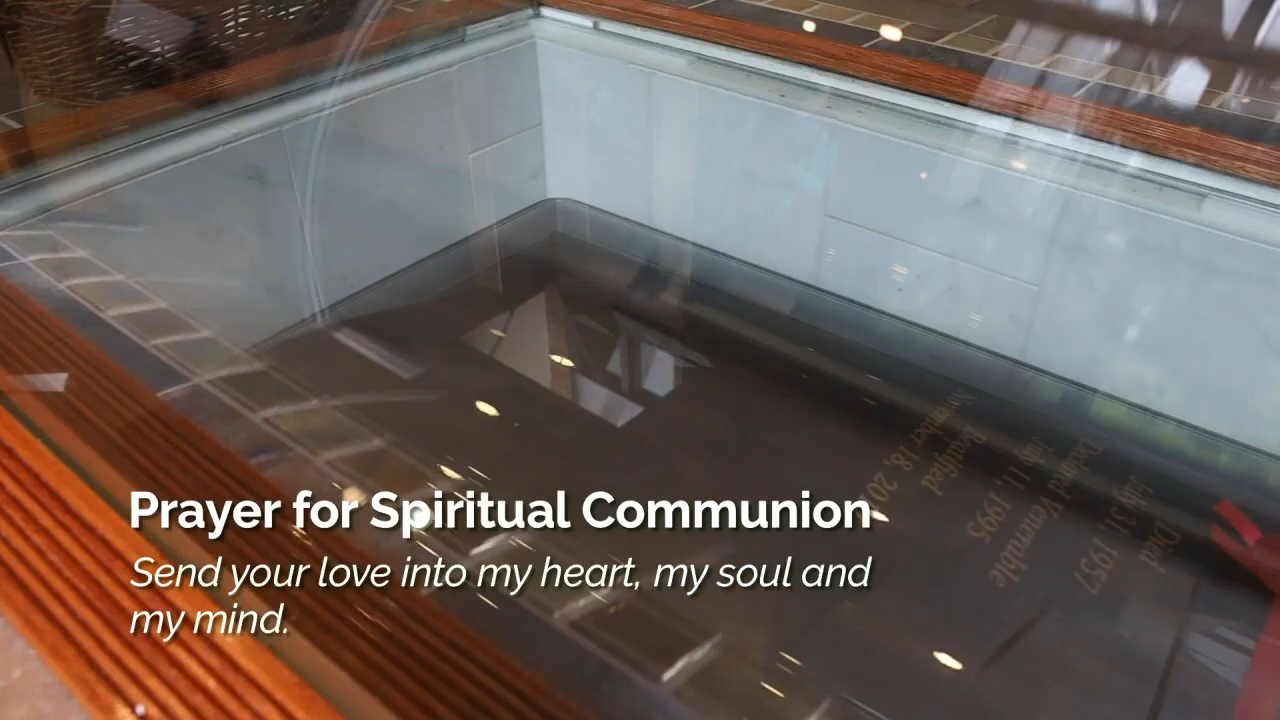 Prayer for Spiritual Communion
Send your love into my heart, my soul and
my mind.
Died
July 31, 1957
Declared Venerable
July 11, 1995
Beatified
November 18,